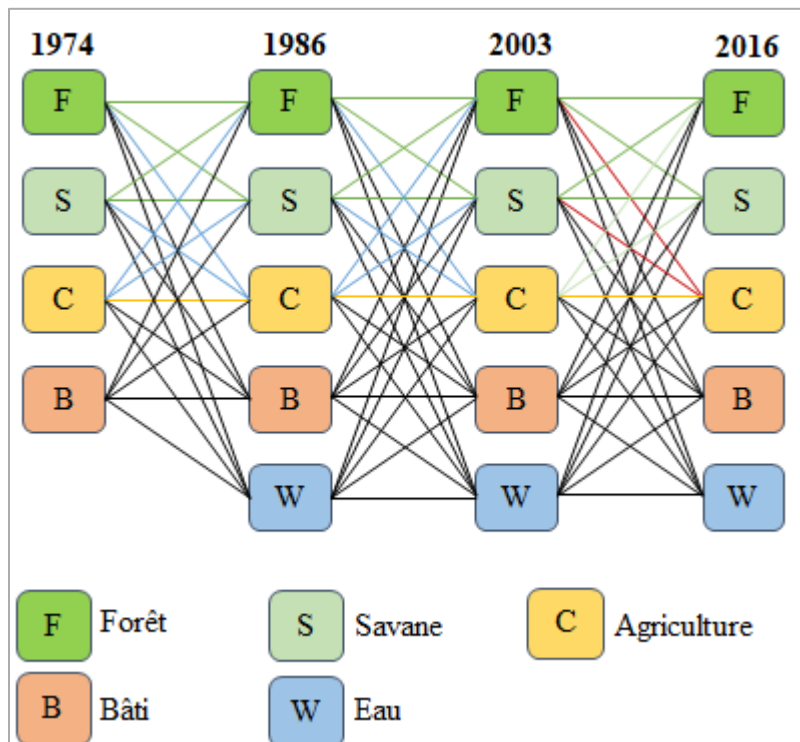 1974 1986 2003 2016
F F F F
S S S S
C C C C
B B B B
W W W
F Forêt S Savane C Agriculture
B Bâti W Eau